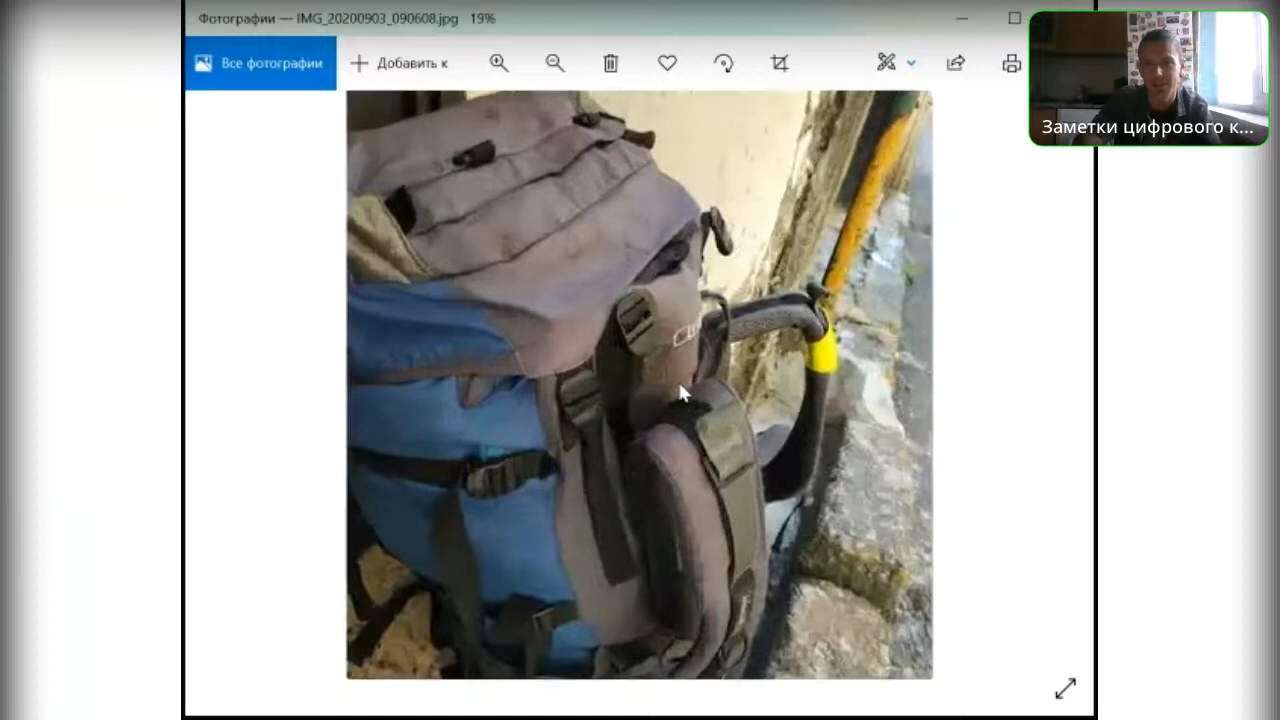 Фотографии — IMG_20200903_090608.jpg 19%
Все фотографии
Добавить к
Заметки цифрового к...